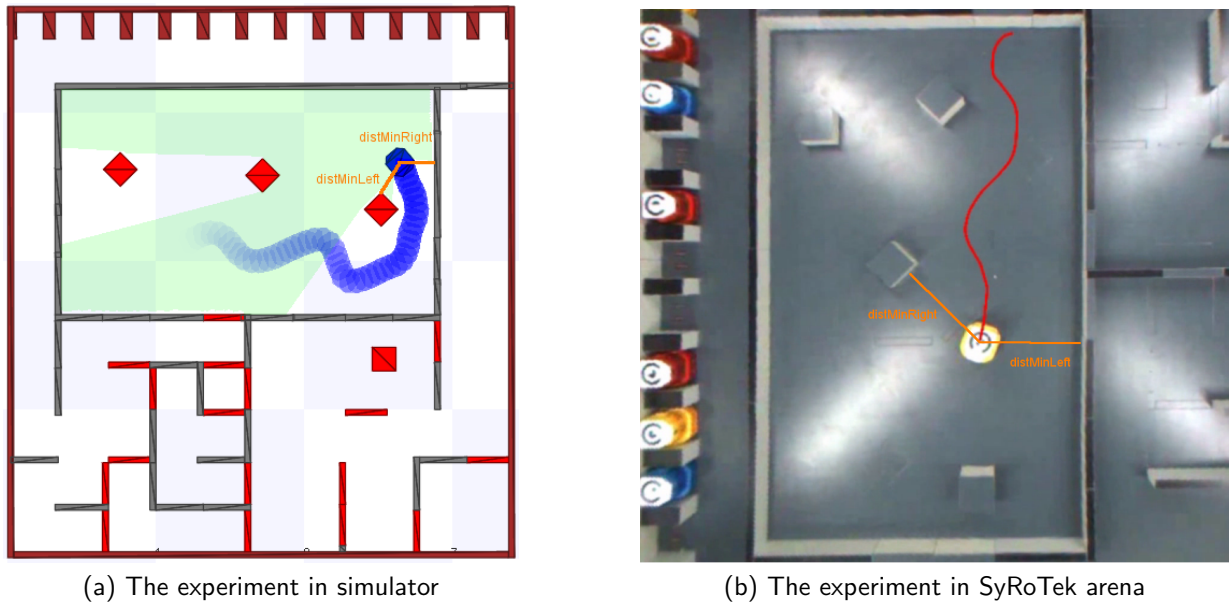 distMinRight
distMinLeft
distMinRight
distMinLeft
(a) The experiment in simulator
(b) The experiment in SyRoTek arena